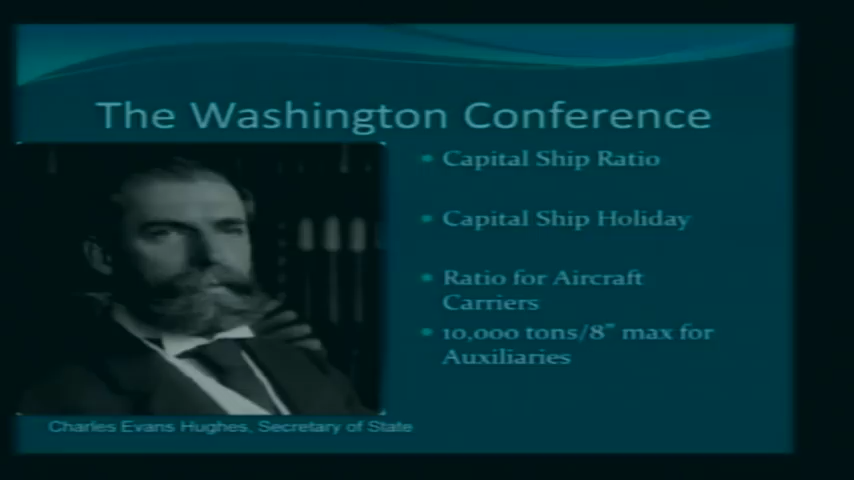 The Washington Conference
• Capital Ship Ratio
• Capital Ship Holiday
• Ratio for Aircraft
Carriers
• 10,000 tons/8" max for
Auxiliaries
Charles Evans Hughes, Secretary of State